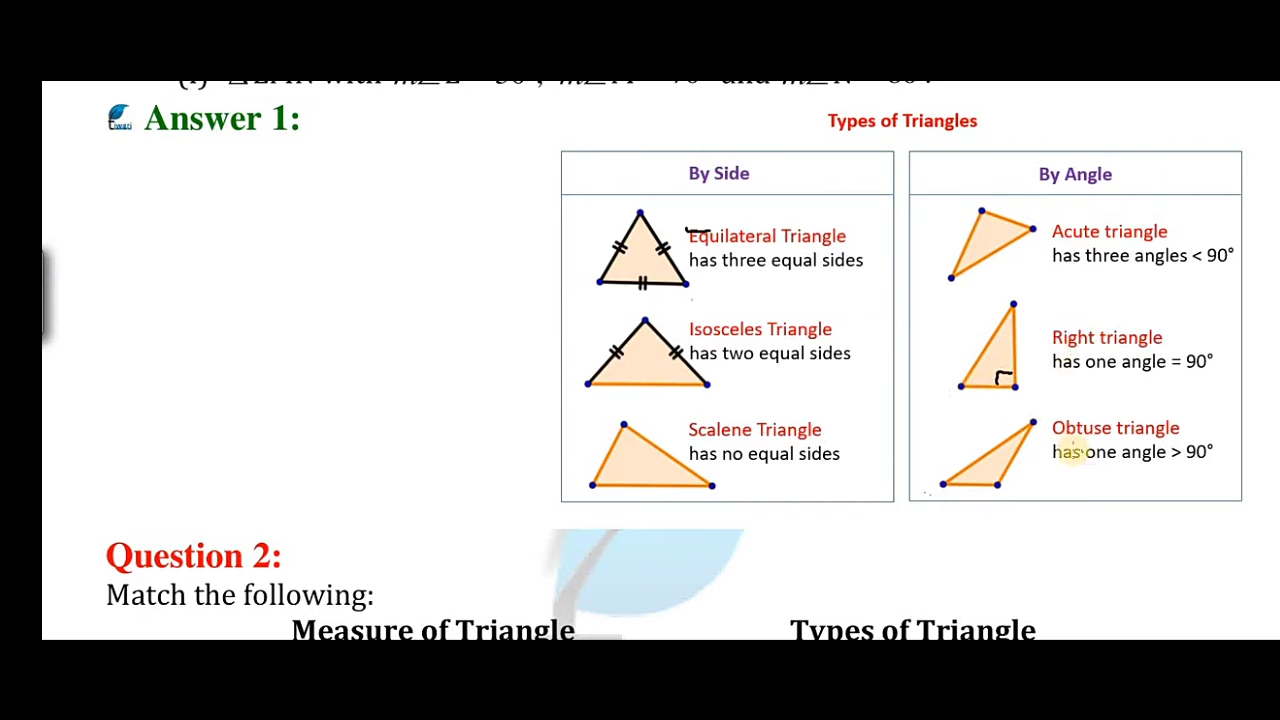 Answer 1:
Types of Triangles
By Side
Equilateral Triangle
has three equal sides
Isosceles Triangle
has two equal sides
Scalene Triangle
has no equal sides
By Angle
Acute triangle
has three angles < 90°
Right triangle
has one angle = 90°
Obtuse triangle
has one angle > 90°
Question 2:
Match the following:
Measure of Triangle
Types of Triangle